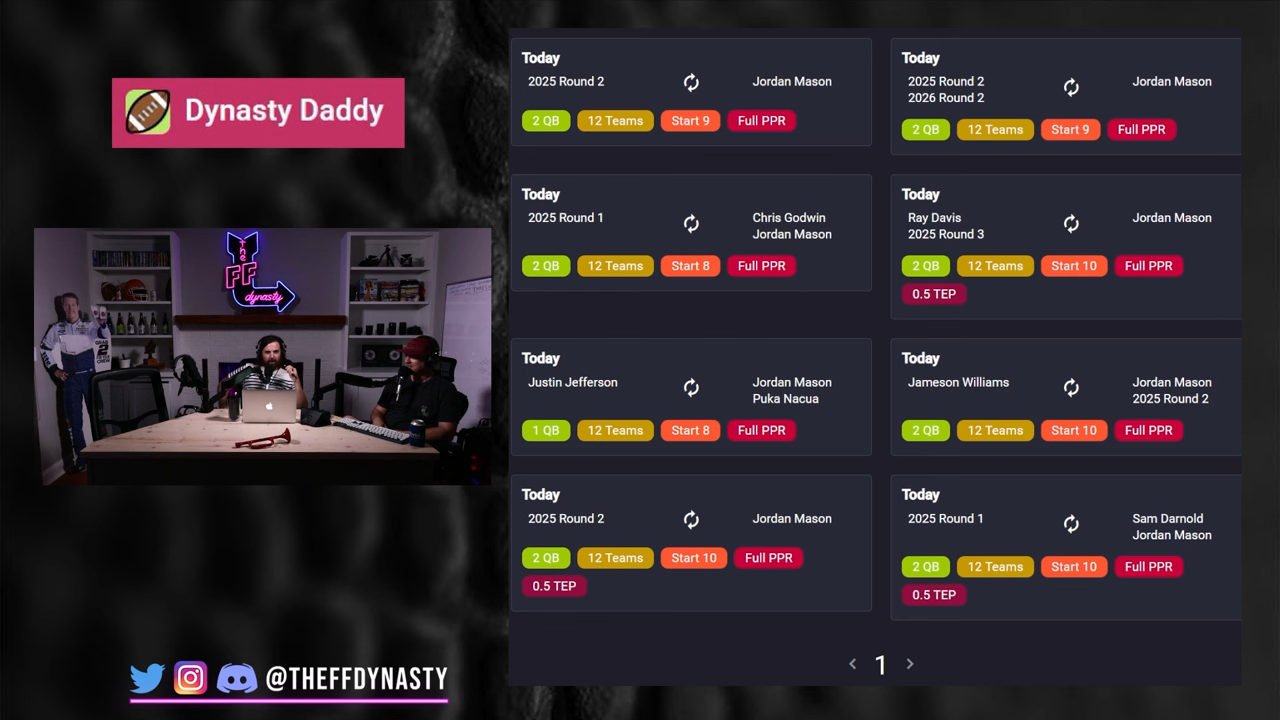 Dynasty Daddy
The
FF
dynasty
@THEFFDYNASTY
Today
2025 Round 2
Jordan Mason
2 QB
12 Teams
Start 9
Full PPR
Today
2025 Round 2
2026 Round 2
Jordan Mason
2 QB
12 Teams
Start 9
Full PPR
Today
2025 Round 1
Chris Godwin
Jordan Mason
2 QB
12 Teams
Start 8
Full PPR
Today
Ray Davis
2025 Round 3
Jordan Mason
2 QB
12 Teams
Start 10
Full PPR
0.5 TEP
Today
Justin Jefferson
Jordan Mason
Puka Nacua
1 QB
12 Teams
Start 8
Full PPR
Today
Jameson Williams
Jordan Mason
2025 Round 2
2 QB
12 Teams
Start 10
Full PPR
Today
2025 Round 2
Jordan Mason
2 QB
12 Teams
Start 10
Full PPR
0.5 TEP
Today
2025 Round 1
Sam Darnold
Jordan Mason
2 QB
12 Teams
Start 10
Full PPR
0.5 TEP
1